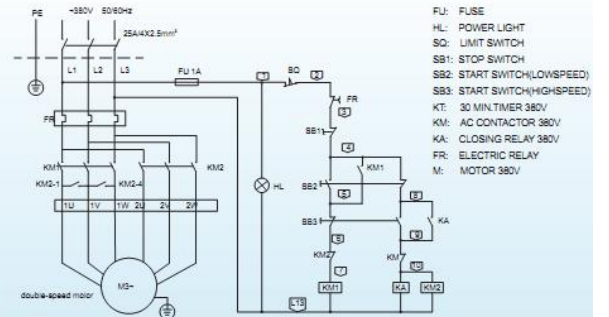 PE
~380V 50/60Hz
25A/4X2.5mm²
L1 L2 L3
FU 1A
1
SQ
2
FR
3
SB1
4
FR
KM1
KM2
KM2-1
KM2-4
1U 1V 1W 2U 2V 2W
HL
KM1
SB2
5
8
SB3
KA
6
9
KM2
KM
7
10
M3~
double-speed motor
L13
KM1
KA
KM2
FU: FUSE
HL: POWER LIGHT
SQ: LIMIT SWITCH
SB1: STOP SWITCH
SB2: START SWITCH(LOWSPEED)
SB3: START SWITCH(HIGHSPEED)
KT: 30 MIN.TIMER 380V
KM: AC CONTACTOR 380V
KA: CLOSING RELAY 380V
FR: ELECTRIC RELAY
M: MOTOR 380V